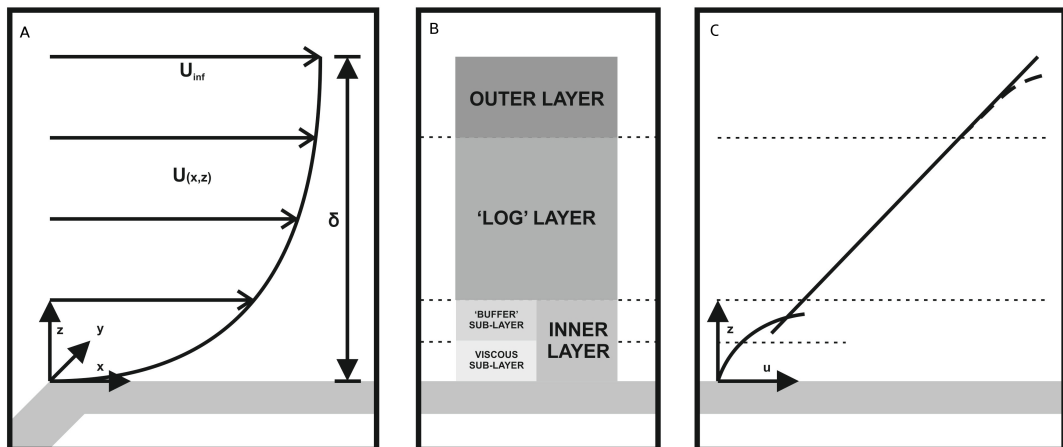 A
U inf
U(x,z)
δ
z
y
x
B
OUTER LAYER
‘LOG’ LAYER
‘BUFFER’
SUB-LAYER
VISCOUS
SUB-LAYER
INNER
LAYER
C
z
u